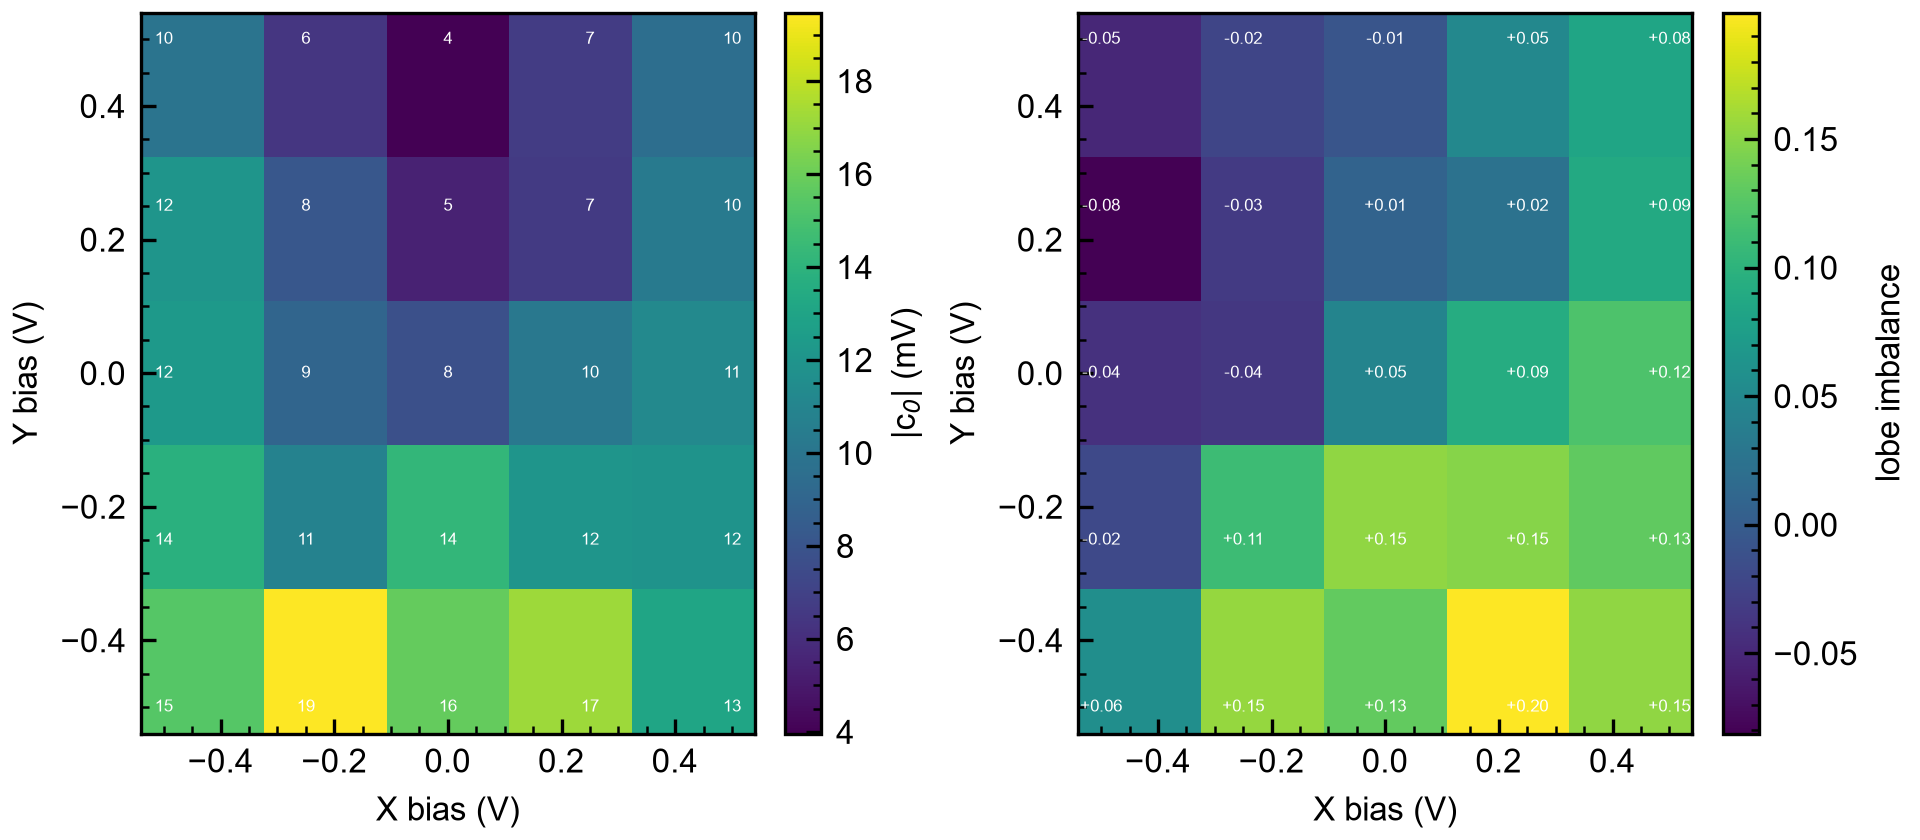 10 6 4 7 10
12 8 5 7 10
12 9 8 10 11
14 11 14 12 12
15 19 16 17 13
0.4
0.2
0.0
−0.2
−0.4
−0.4 −0.2 0.0 0.2 0.4
X bias (V)
Y bias (V)
18
16
14
12
10
8
6
4
|c0| (mV)
-0.05 -0.02 -0.01 +0.05 +0.08
-0.08 -0.03 +0.01 +0.02 +0.09
-0.04 -0.04 +0.05 +0.09 +0.12
-0.02 +0.11 +0.15 +0.15 +0.13
+0.06 +0.15 +0.13 +0.20 +0.15
0.4
0.2
0.0
−0.2
−0.4
−0.4 −0.2 0.0 0.2 0.4
X bias (V)
Y bias (V)
0.15
0.10
0.05
0.00
−0.05
lobe imbalance